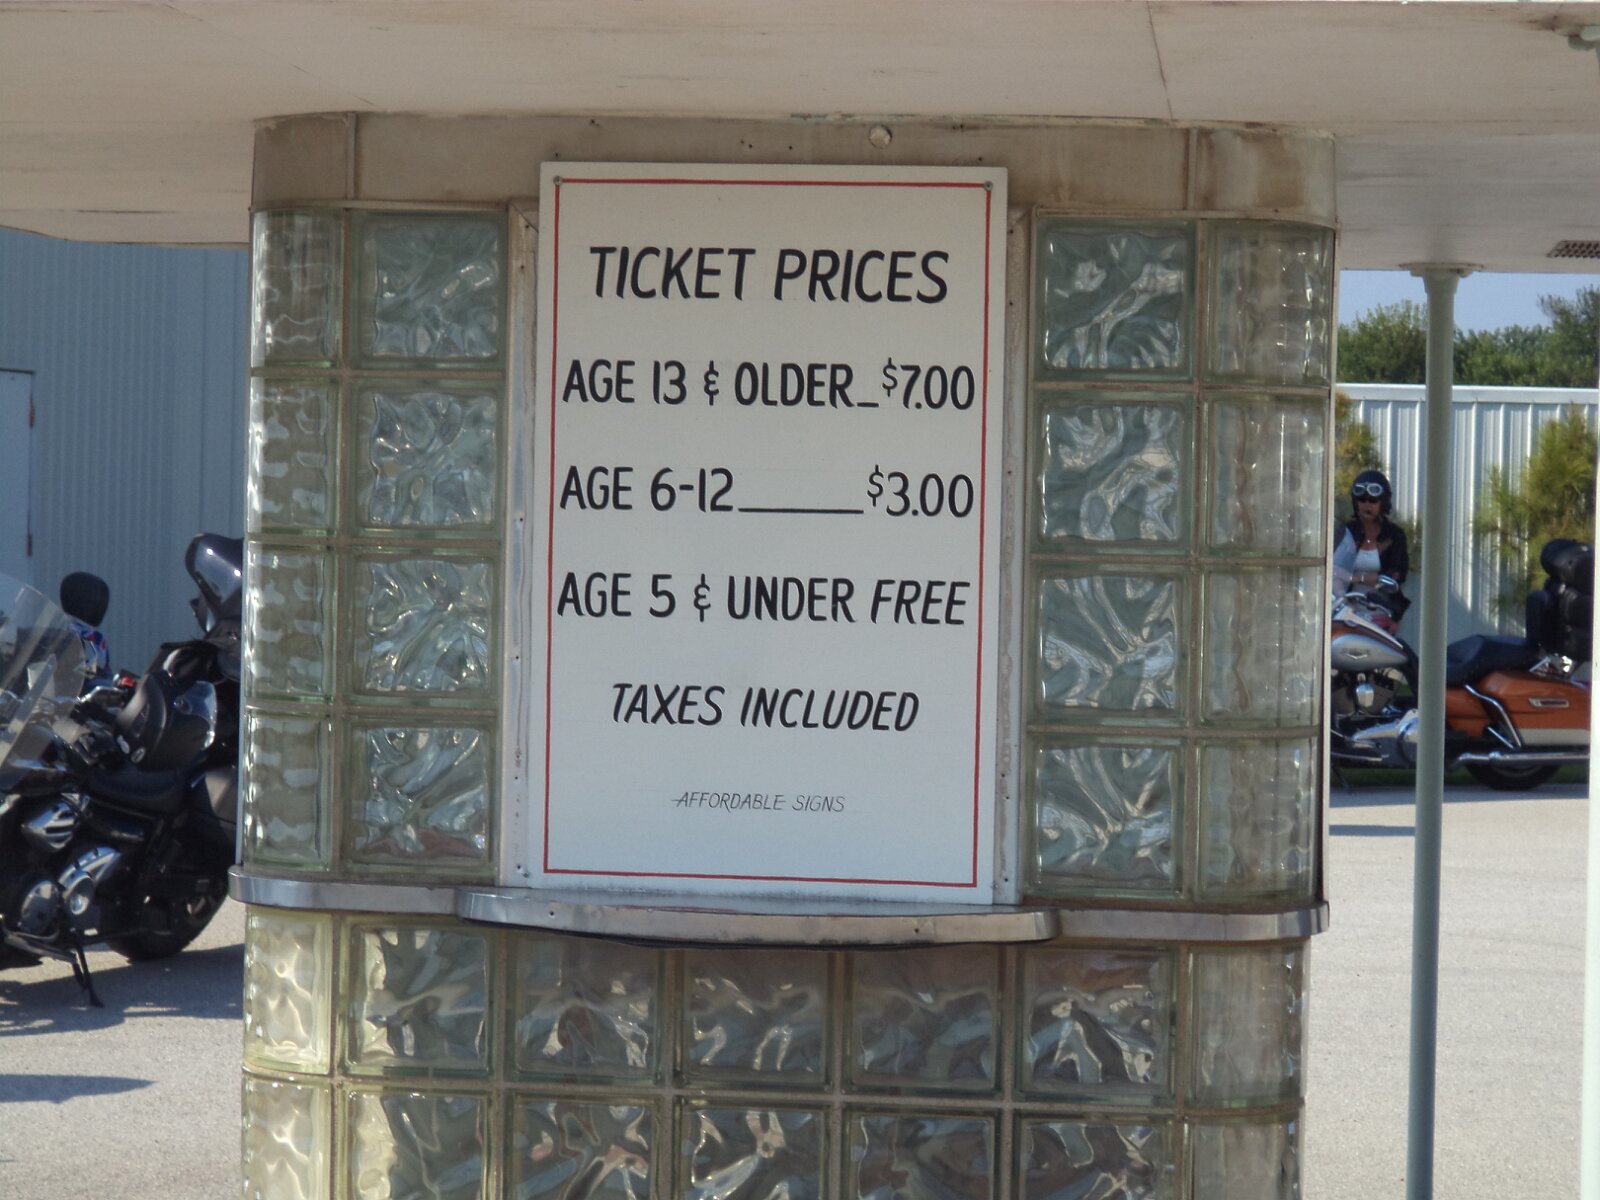 TICKET PRICES
AGE 13 & OLDER_$7.00
AGE 6-12______$3.00
AGE 5 & UNDER FREE
TAXES INCLUDED
AFFORDABLE SIGNS